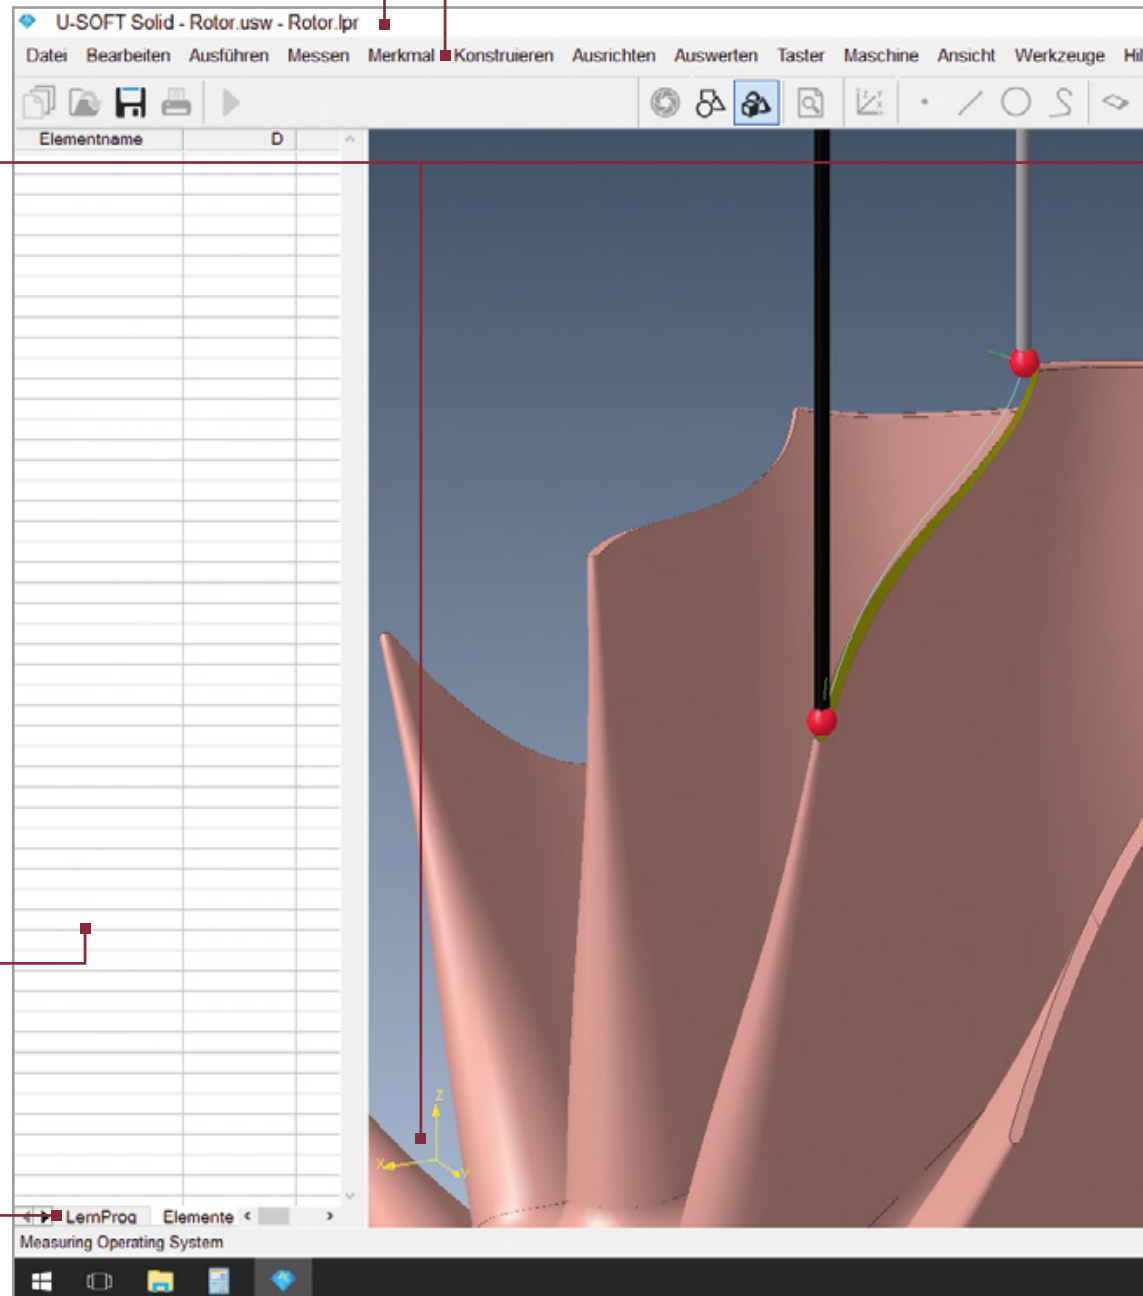 U-SOFT Solid - Rotor.usw - Rotor.lpr
Datei Bearbeiten Ausführen Messen Merkmal Konstruieren Ausrichten Auswerten Taster Maschine Ansicht Werkzeuge Hil
Elementname D
Z
X Y
LernProg Elemente
Measuring Operating System